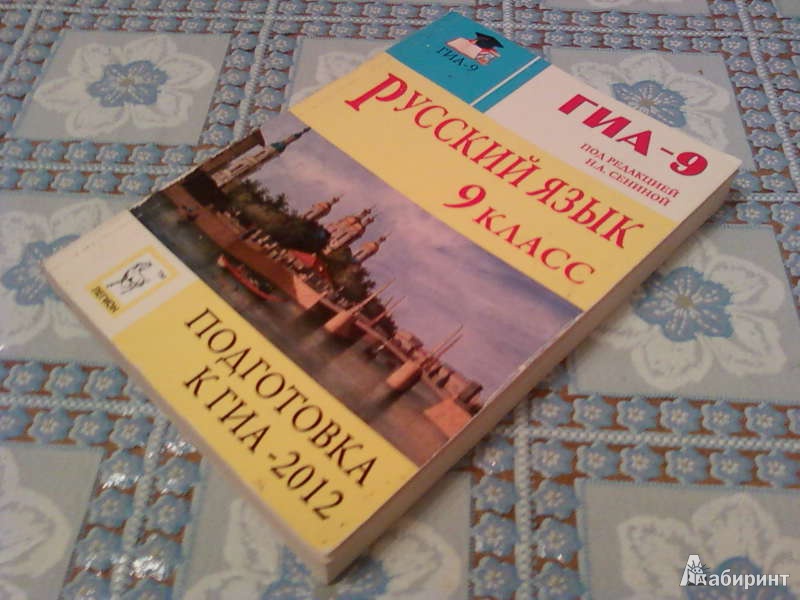 ГИА-9
ГИА-9
ПОД РЕДАКЦИЕЙ
Н.А. СЕНИНОЙ
РУССКИЙ ЯЗЫК
9 КЛАСС
ЛЕГИОН
ПОДГОТОВКА
К ГИА-2012
Лабиринт